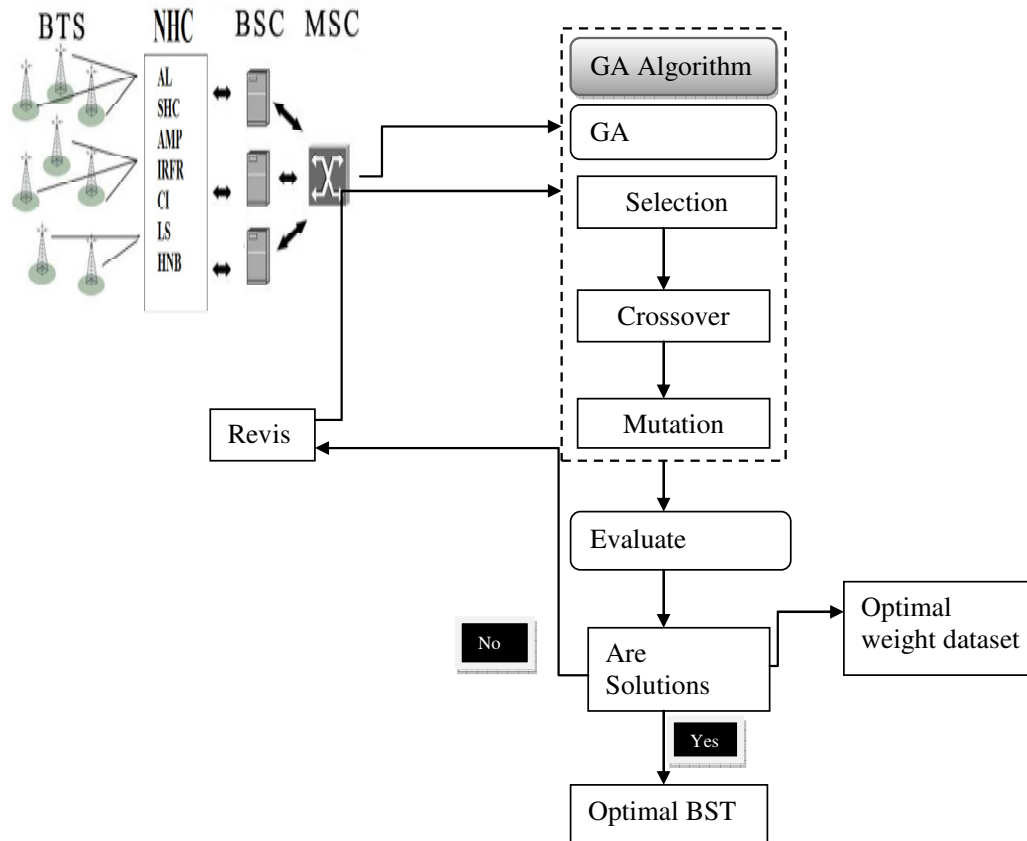 BTS NHC BSC MSC
AL
SHC
AMP
IRFR
CI
LS
HNB
GA Algorithm
GA
Selection
Crossover
Mutation
Revis
Evaluate
No
Are
Solutions
Optimal
weight dataset
Yes
Optimal BST